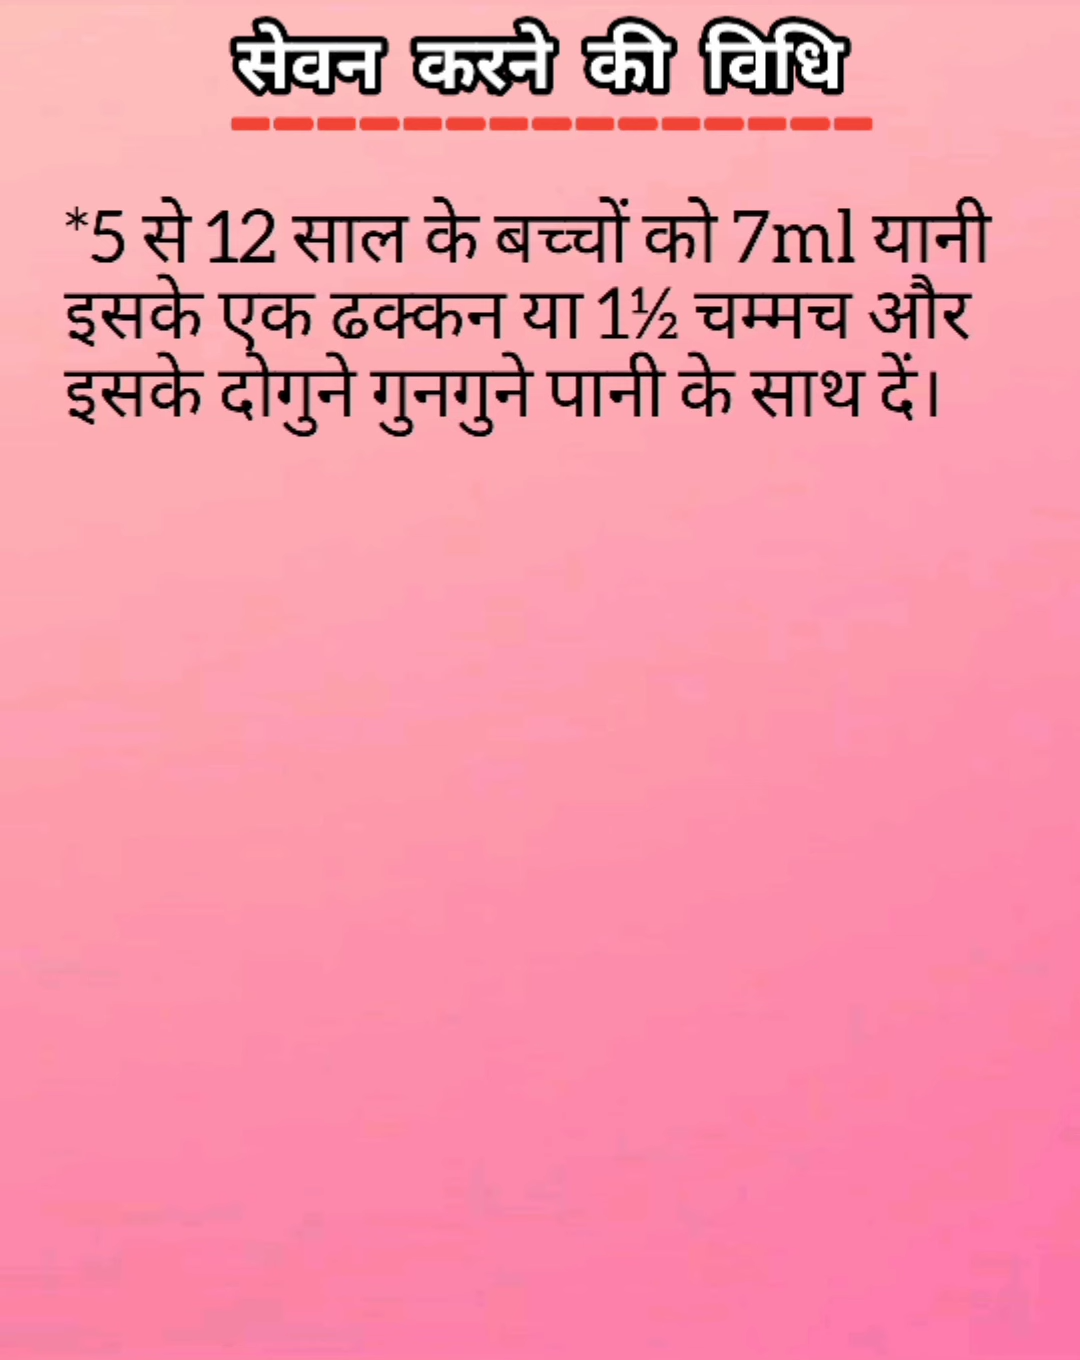 सेवन करने की विधि
*5 से 12 साल के बच्चों को 7ml यानी
इसके एक ढक्कन या 1½ चम्मच और
इसके दोगुने गुनगुने पानी के साथ दें।